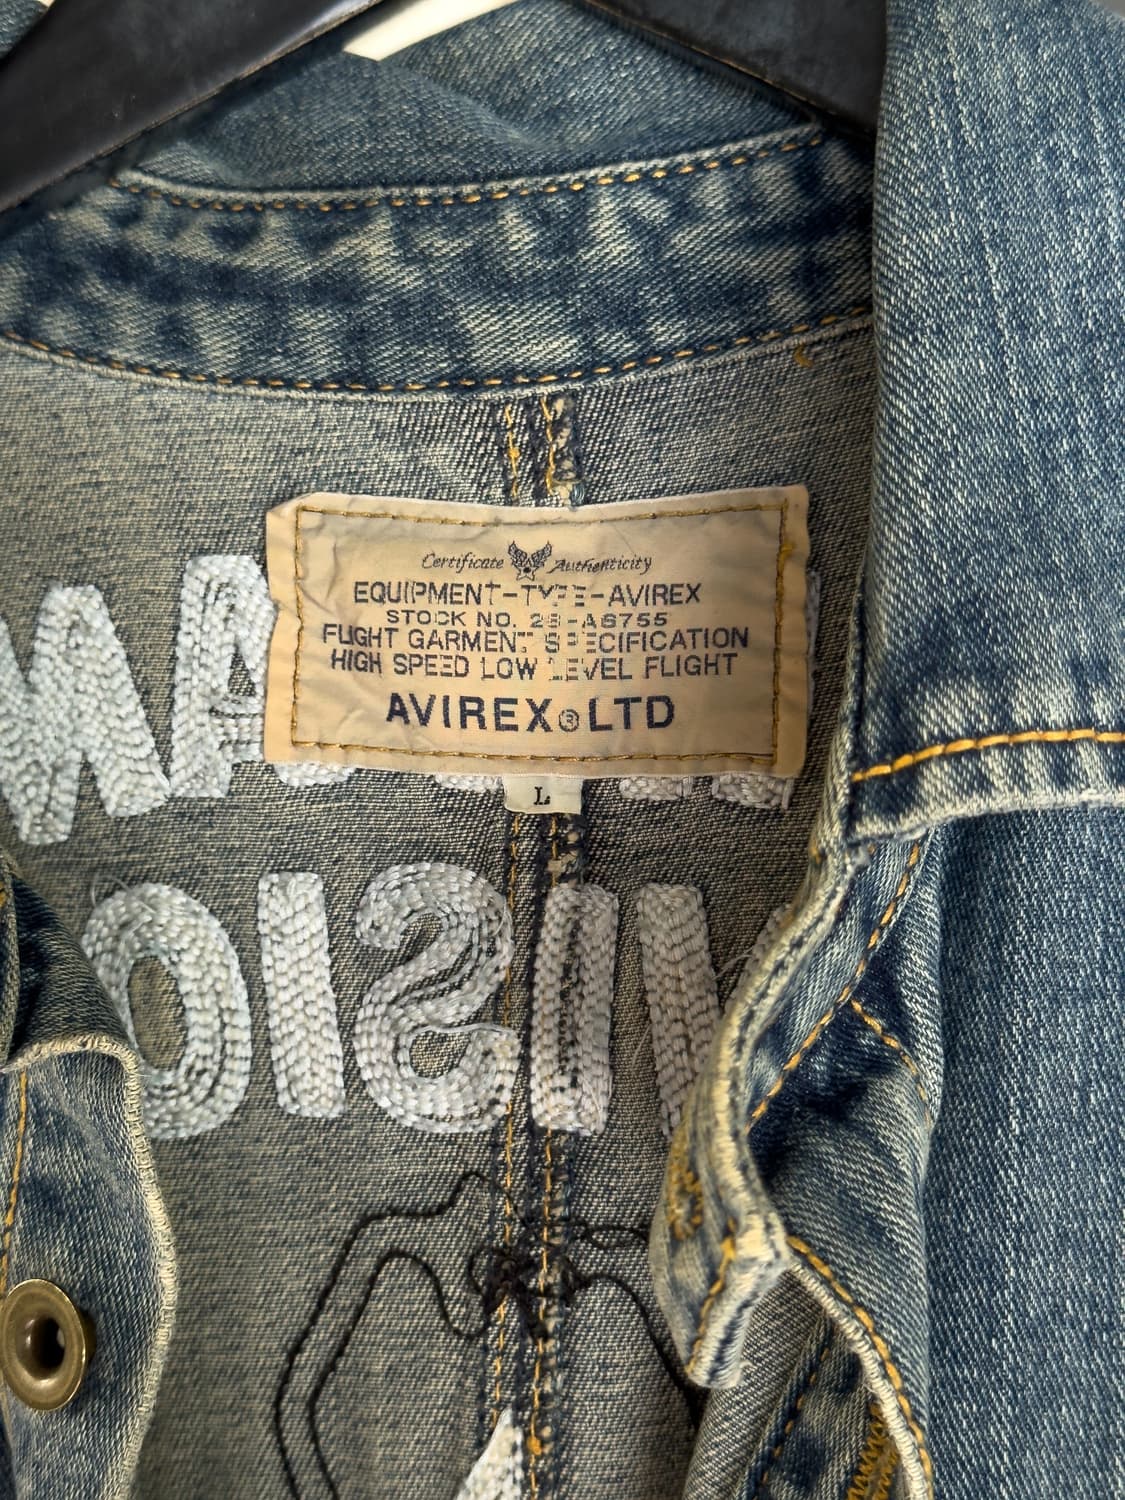 Certificate Authenticity
EQUIPMENT-TYPE-AVIREX
STOCK NO. 28-A6755
FLIGHT GARMENT SPECIFICATION
HIGH SPEED LOW LEVEL FLIGHT
AVIREX®LTD
L